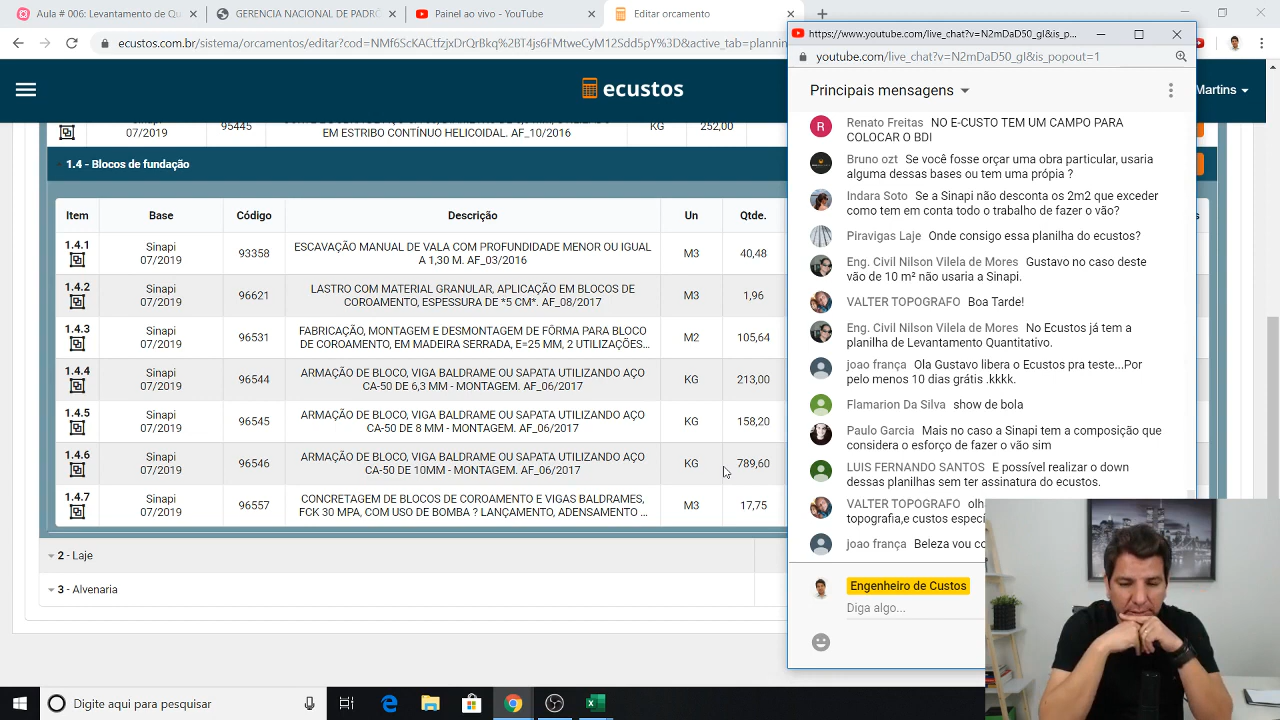 Aula # 006: Levantamento de Q
GERENCIA NACIONAL DE PADRÕ
Painel ao vivo - YouTube
Editar orcamento
ecustos.com.br/sistema/orcamentos/editar?
&active_tab=plannin
ecustos
Martins
07/2019 95445 EM ESTRIBO CONTÍNUO HELICOIDAL. AF_10/2016 KG 252,00
1.4 - Blocos de fundação
Item Base Código Descrição Un Qtde.
1.4.1 Sinapi 07/2019 93358 ESCAVAÇÃO MANUAL DE VALA COM PROFUNDIDADE MENOR OU IGUAL M3 40,48
A 1,30 M. AF_03/2016
1.4.2 Sinapi 07/2019 96621 LASTRO COM MATERIAL GRANULAR, APLICAÇÃO EM BLOCOS DE M3 1,96
COROAMENTO, ESPESSURA DE *5 CM*. AF_08/2017
1.4.3 Sinapi 07/2019 96531 FABRICAÇÃO, MONTAGEM E DESMONTAGEM DE FÔRMA PARA BLOCO M2 105,64
DE COROAMENTO, EM MADEIRA SERRADA, E=25 MM, 2 UTILIZAÇÕES...
1.4.4 Sinapi 07/2019 96544 ARMAÇÃO DE BLOCO, VIGA BALDRAME OU SAPATA UTILIZANDO AÇO KG 213,00
CA-50 DE 6,3 MM - MONTAGEM. AF_06/2017
1.4.5 Sinapi 07/2019 96545 ARMAÇÃO DE BLOCO, VIGA BALDRAME OU SAPATA UTILIZANDO AÇO KG 158,20
CA-50 DE 8 MM - MONTAGEM. AF_06/2017
1.4.6 Sinapi 07/2019 96546 ARMAÇÃO DE BLOCO, VIGA BALDRAME OU SAPATA UTILIZANDO AÇO KG 789,60
CA-50 DE 10MM - MONTAGEM. AF_06/2017
1.4.7 Sinapi 07/2019 96557 CONCRETAGEM DE BLOCOS DE COROAMENTO E VIGAS BALDRAMES, M3 17,75
FCK 30 MPA, COM USO DE BOMBA ? LANÇAMENTO, ADENSAMENTO ...
2 - Laje
3 - Alvenaria
https://www.youtube.com/live_chat?v=N2mDaD50_gI&is_p...
youtube.com/live_chat?v=N2mDaD50_gI&is_popout=1
Principais mensagens
R Renato Freitas NO E-CUSTO TEM UM CAMPO PARA
COLOCAR O BDI
Bruno ozt Se você fosse orçar uma obra particular, usaria
alguma dessas bases ou tem uma própia ?
Indara Soto Se a Sinapi não desconta os 2m2 que exceder
como tem em conta todo o trabalho de fazer o vão?
Piravigas Laje Onde consigo essa planilha do ecustos?
Eng. Civil Nilson Vilela de Mores Gustavo no caso deste
vão de 10 m² não usaria a Sinapi.
VALTER TOPOGRAFO Boa Tarde!
Eng. Civil Nilson Vilela de Mores No Ecustos já tem a
planilha de Levantamento Quantitativo.
joao frança Ola Gustavo libera o Ecustos pra teste...Por
pelo menos 10 dias grátis .kkkk.
Flamarion Da Silva show de bola
Paulo Garcia Mais no caso a Sinapi tem a composição que
considera o esforço de fazer o vão sim
LUIS FERNANDO SANTOS E possível realizar o down
dessas planilhas sem ter assinatura do ecustos.
VALTER TOPOGRAFO olh
topografia,e custos especi
joao frança Beleza vou co
Engenheiro de Custos
Diga algo...
Digite aqui para pesquisar